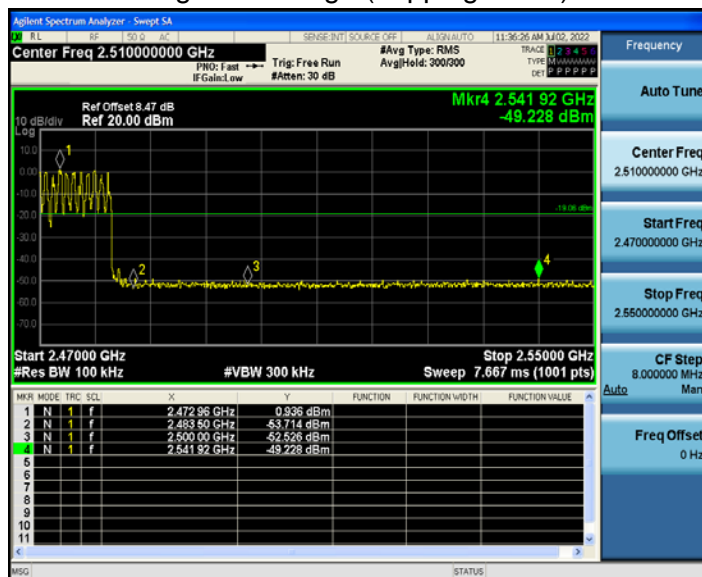 Agilent Spectrum Analyzer - Swept SA
RL RF 50 Ω AC SENSE:INT SOURCE OFF ALIGN AUTO 11:36:26 AM Jul 02, 2022
Center Freq 2.510000000 GHz
PNO: Fast
IFGain:Low
Trig: Free Run
#Atten: 30 dB
#Avg Type: RMS
Avg|Hold: 300/300
TRACE 1 2 3 4 5 6
TYPE M
DET P P P P P P
Ref Offset 8.47 dB
10 dB/div Ref 20.00 dBm
Log
Mkr4 2.541 92 GHz
-49.228 dBm
10.0
0.00
-10.0
-20.0
-30.0
-40.0
-50.0
-60.0
-70.0
1
2
3
4
-19.06 dBm
Start 2.47000 GHz Stop 2.55000 GHz
#Res BW 100 kHz #VBW 300 kHz Sweep 7.667 ms (1001 pts)
MKR MODE TRC SCL X Y FUNCTION FUNCTION WIDTH FUNCTION VALUE
1 N 1 f 2.472 96 GHz 0.936 dBm
2 N 1 f 2.483 50 GHz -53.714 dBm
3 N 1 f 2.500 00 GHz -52.526 dBm
4 N 1 f 2.541 92 GHz -49.228 dBm
5
6
7
8
9
10
11
MSG STATUS
Frequency
Auto Tune
Center Freq
2.510000000 GHz
Start Freq
2.470000000 GHz
Stop Freq
2.550000000 GHz
CF Step
8.000000 MHz
Auto Man
Freq Offset
0 Hz